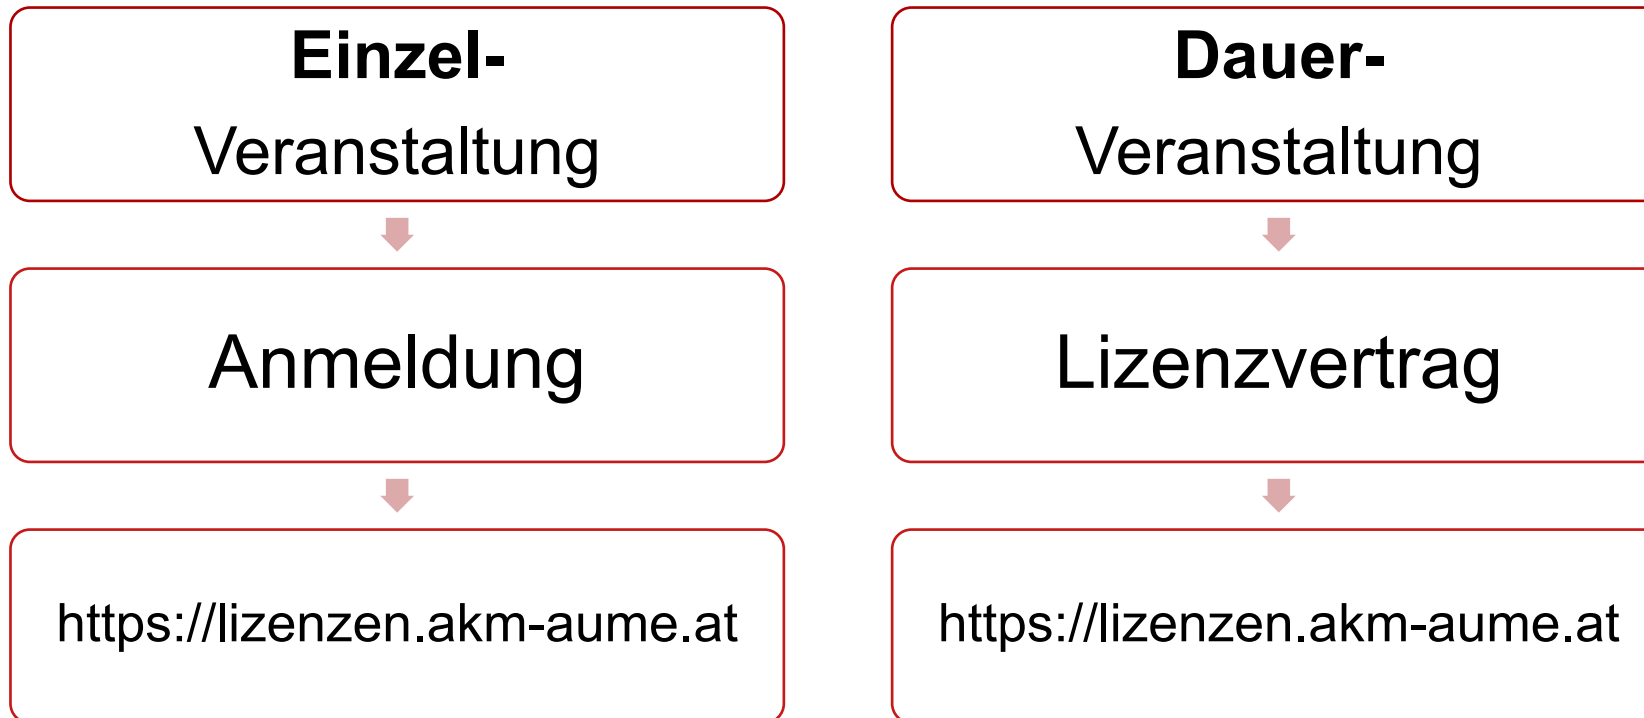 Einzel-
Veranstaltung
Anmeldung
https://lizenzen.akm-aume.at
Dauer-
Veranstaltung
Lizenzvertrag
https://lizenzen.akm-aume.at